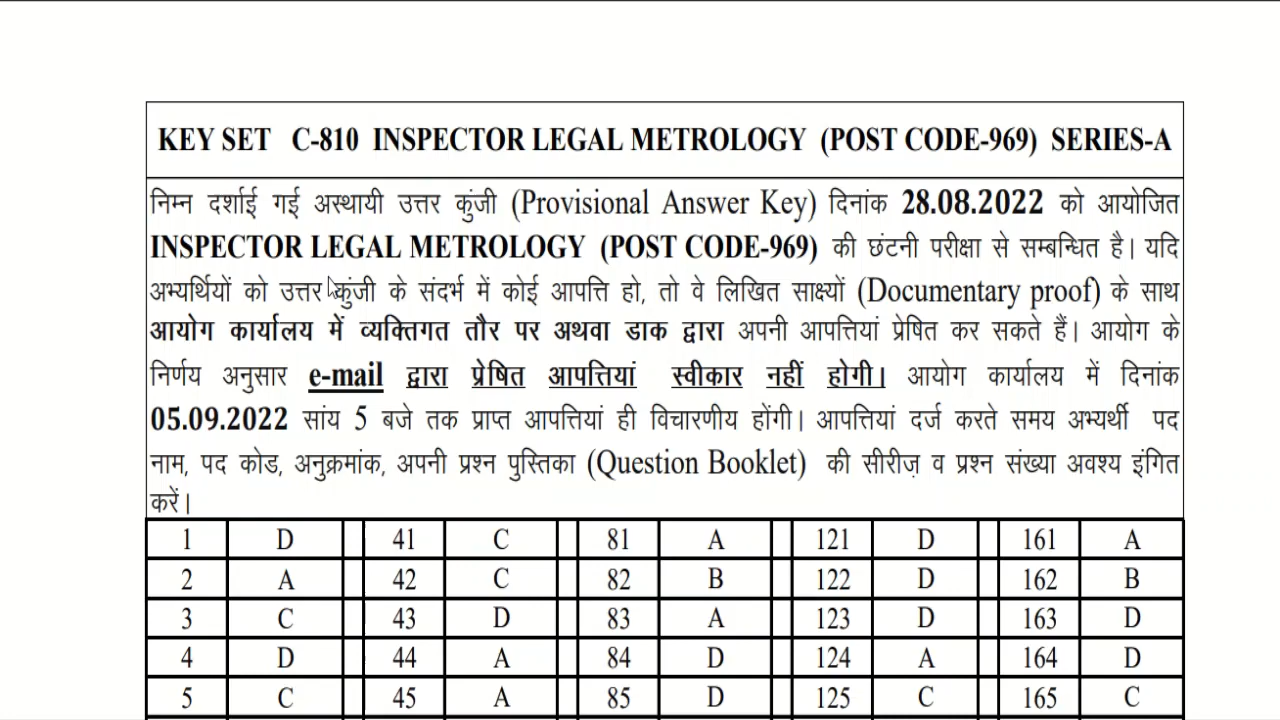 KEY SET C-810 INSPECTOR LEGAL METROLOGY (POST CODE-969) SERIES-A
निम्न दर्शाई गई अस्थायी उत्तर कुंजी (Provisional Answer Key) दिनांक 28.08.2022 को आयोजित
INSPECTOR LEGAL METROLOGY (POST CODE-969) की छंटनी परीक्षा से सम्बन्धित है। यदि
अभ्यर्थियों को उत्तर कुंजी के संदर्भ में कोई आपत्ति हो, तो वे लिखित साक्ष्यों (Documentary proof) के साथ
आयोग कार्यालय में व्यक्तिगत तौर पर अथवा डाक द्वारा अपनी आपत्तियां प्रेषित कर सकते हैं। आयोग के
निर्णय अनुसार e-mail द्वारा प्रेषित आपत्तियां स्वीकार नहीं होगी। आयोग कार्यालय में दिनांक
05.09.2022 सांय 5 बजे तक प्राप्त आपत्तियां ही विचारणीय होंगी। आपत्तियां दर्ज करते समय अभ्यर्थी पद
नाम, पद कोड, अनुक्रमांक, अपनी प्रश्न पुस्तिका (Question Booklet) की सीरीज़ व प्रश्न संख्या अवश्य इंगित
करें।
1 D 41 C 81 A 121 D 161 A
2 A 42 C 82 B 122 D 162 B
3 C 43 D 83 A 123 D 163 D
4 D 44 A 84 D 124 A 164 D
5 C 45 A 85 D 125 C 165 C